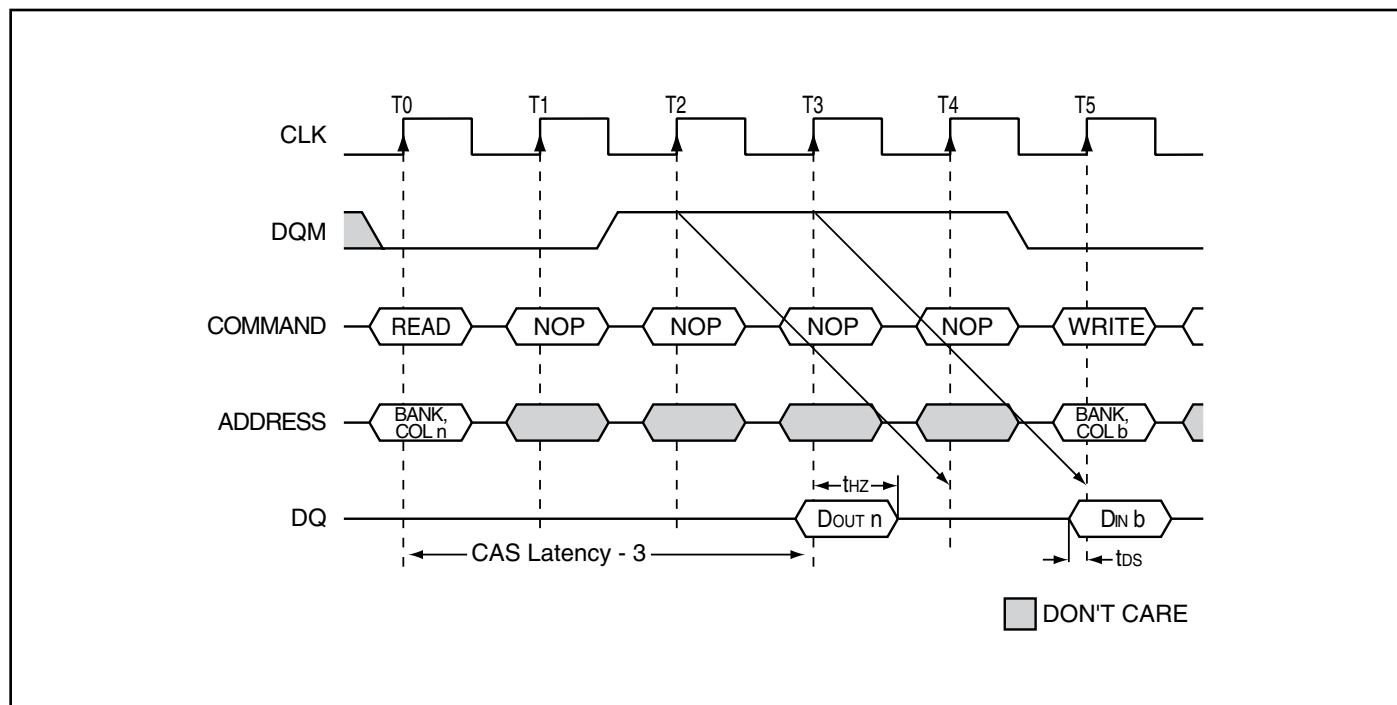 T0 T1 T2 T3 T4 T5
CLK
DQM
COMMAND READ NOP NOP NOP NOP WRITE
ADDRESS BANK, COL n BANK, COL b
tHZ
DQ DOUT n DIN b
CAS Latency - 3 tDS
DON'T CARE